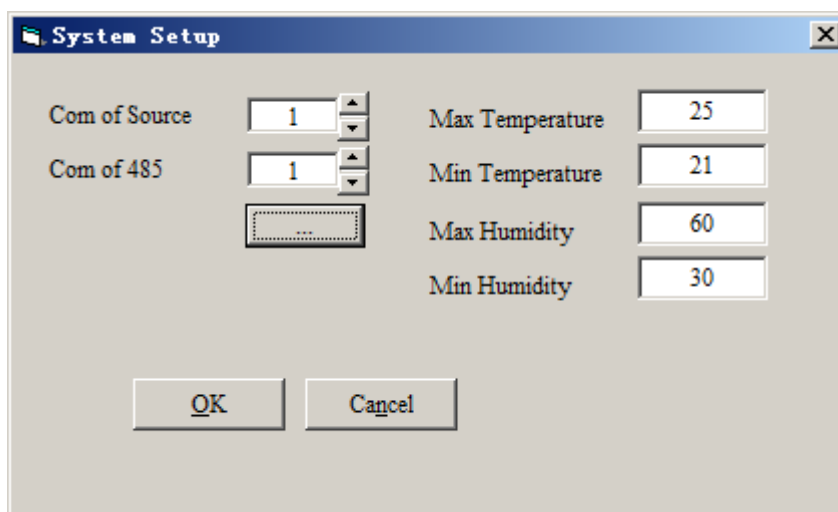 System Setup
Com of Source 1
Com of 485 1
...
Max Temperature 25
Min Temperature 21
Max Humidity 60
Min Humidity 30
OK Cancel